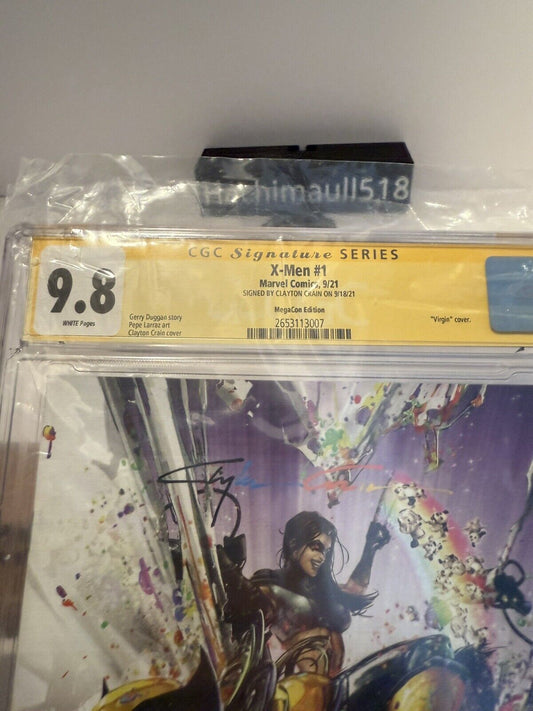 Hachimaull518
CGC Signature SERIES
X-Men #1
Marvel Comics, 9/21
SIGNED BY CLAYTON CRAIN ON 9/18/21
MegaCon Edition
2653113007
9.8
WHITE Pages
Gerry Duggan story
Pepe Larraz art
Clayton Crain cover
"Virgin" cover.